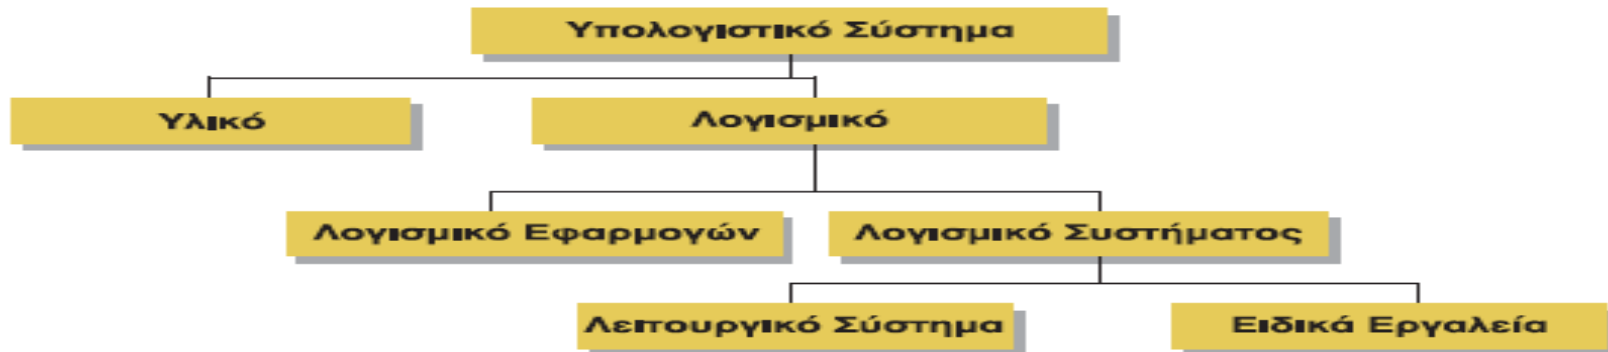 Υπολογιστικό Σύστημα
Υλικό
Λογισμικό
Λογισμικό Εφαρμογών
Λογισμικό Συστήματος
Λειτουργικό Σύστημα
Ειδικά Εργαλεία